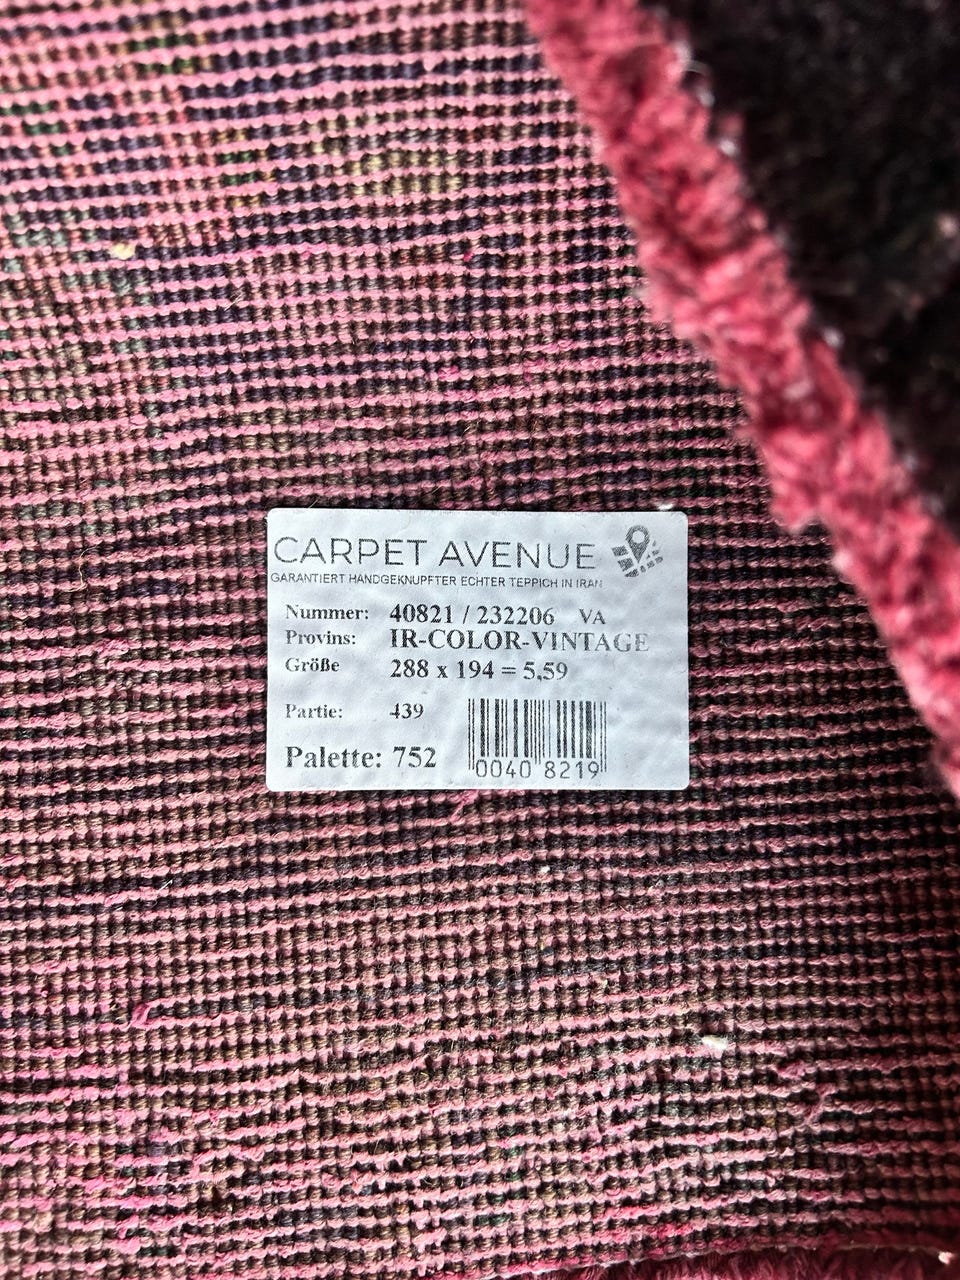 CARPET AVENUE
GARANTIERT HANDGEKNUPFTER ECHTER TEPPICH IN IRAN
Nummer: 40821 / 232206 VA
Provins: IR-COLOR-VINTAGE
Größe 288 x 194 = 5,59
Partie: 439
Palette: 752
0040 8219